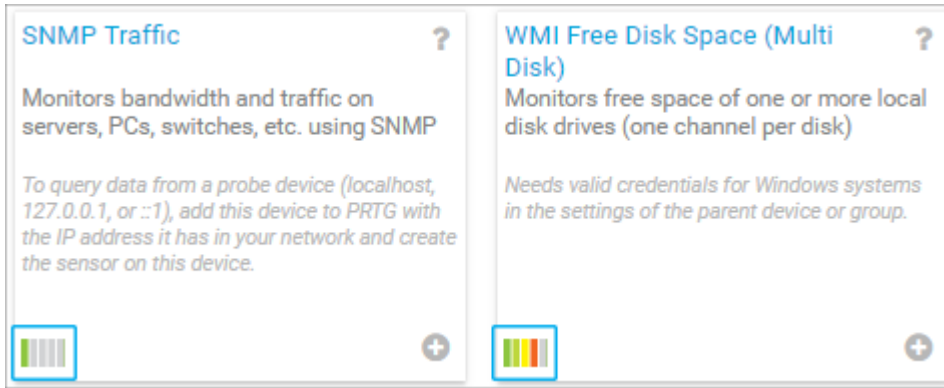 SNMP Traffic
?
Monitors bandwidth and traffic on
servers, PCs, switches, etc. using SNMP
To query data from a probe device (localhost,
127.0.0.1, or ::1), add this device to PRTG with
the IP address it has in your network and create
the sensor on this device.
WMI Free Disk Space (Multi
Disk)
?
Monitors free space of one or more local
disk drives (one channel per disk)
Needs valid credentials for Windows systems
in the settings of the parent device or group.